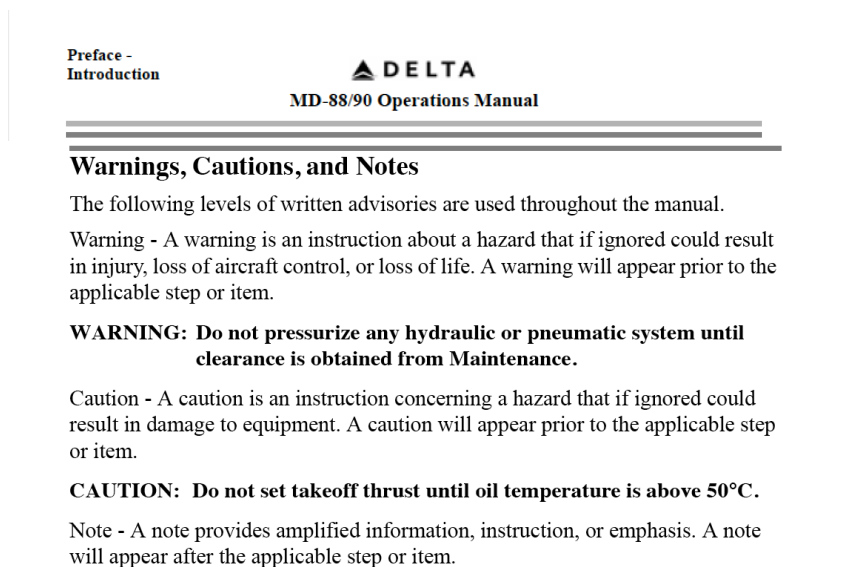 Preface -
Introduction
DELTA
MD-88/90 Operations Manual
Warnings, Cautions, and Notes
The following levels of written advisories are used throughout the manual.
Warning - A warning is an instruction about a hazard that if ignored could result
in injury, loss of aircraft control, or loss of life. A warning will appear prior to the
applicable step or item.
WARNING: Do not pressurize any hydraulic or pneumatic system until
clearance is obtained from Maintenance.
Caution - A caution is an instruction concerning a hazard that if ignored could
result in damage to equipment. A caution will appear prior to the applicable step
or item.
CAUTION: Do not set takeoff thrust until oil temperature is above 50°C.
Note - A note provides amplified information, instruction, or emphasis. A note
will appear after the applicable step or item.